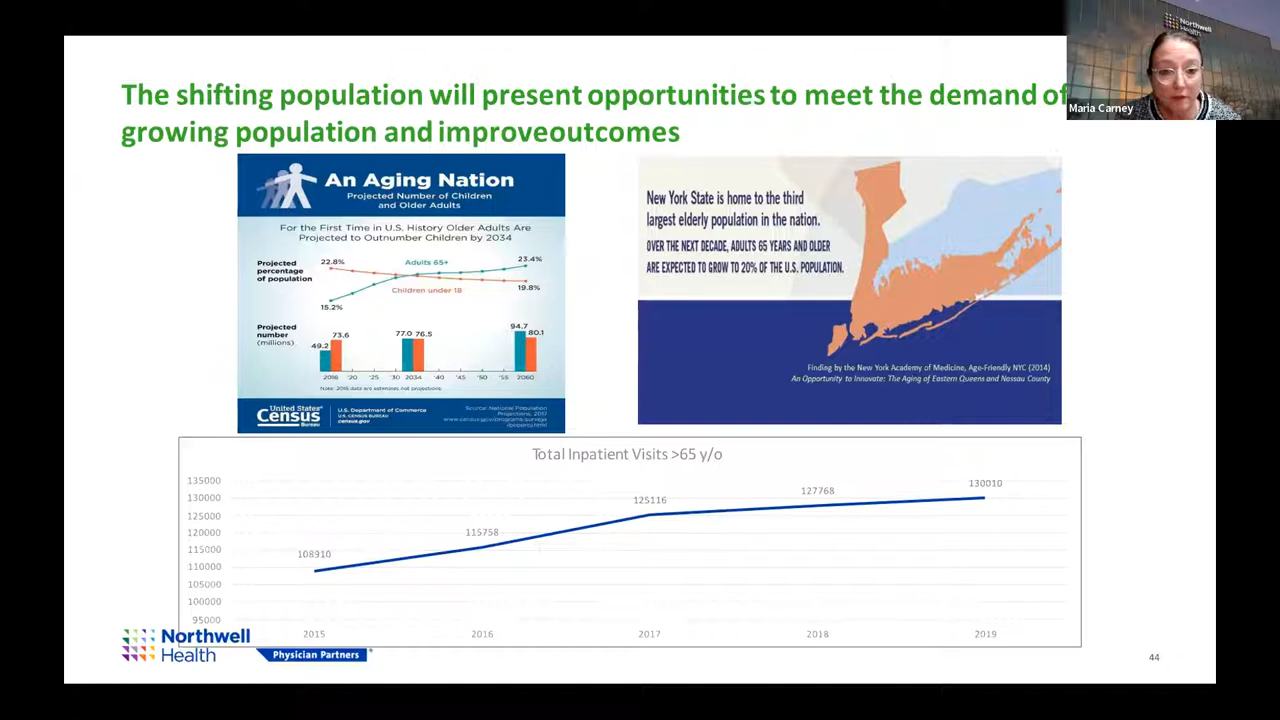 Northwell
Health
Maria Carney
The shifting population will present opportunities to meet the demand of
growing population and improveoutcomes
An Aging Nation
Projected Number of Children
and Older Adults
For the First Time in U.S. History Older Adults Are
Projected to Outnumber Children by 2034
Projected
percentage
of population
22.8%
Adults 65+
23.4%
15.2%
Children under 18
19.8%
Projected
number
(millions)
49.2
73.6
77.0 76.5
94.7
80.1
2016 '20 '25 '30 2034 '40 '45 '50 '55 2060
Note: 2016 data are estimates not projections.
United States®
Census
Bureau
U.S. Department of Commerce
U.S. CENSUS BUREAU
census.gov
Source: National Population
Projections, 2017
New York State is home to the third
largest elderly population in the nation.
OVER THE NEXT DECADE, ADULTS 65 YEARS AND OLDER
ARE EXPECTED TO GROW TO 20% OF THE U.S. POPULATION.
Finding by the New York Academy of Medicine, Age-Friendly NYC (2014)
An Opportunity to Innovate: The Aging of Eastern Queens and Nassau County
Total Inpatient Visits >65 y/o
135000
130000
125000
120000
115000
110000
105000
100000
95000
108910
115758
125116
127768
130010
2015 2016 2017 2018 2019
Northwell
Health
Physician Partners
44